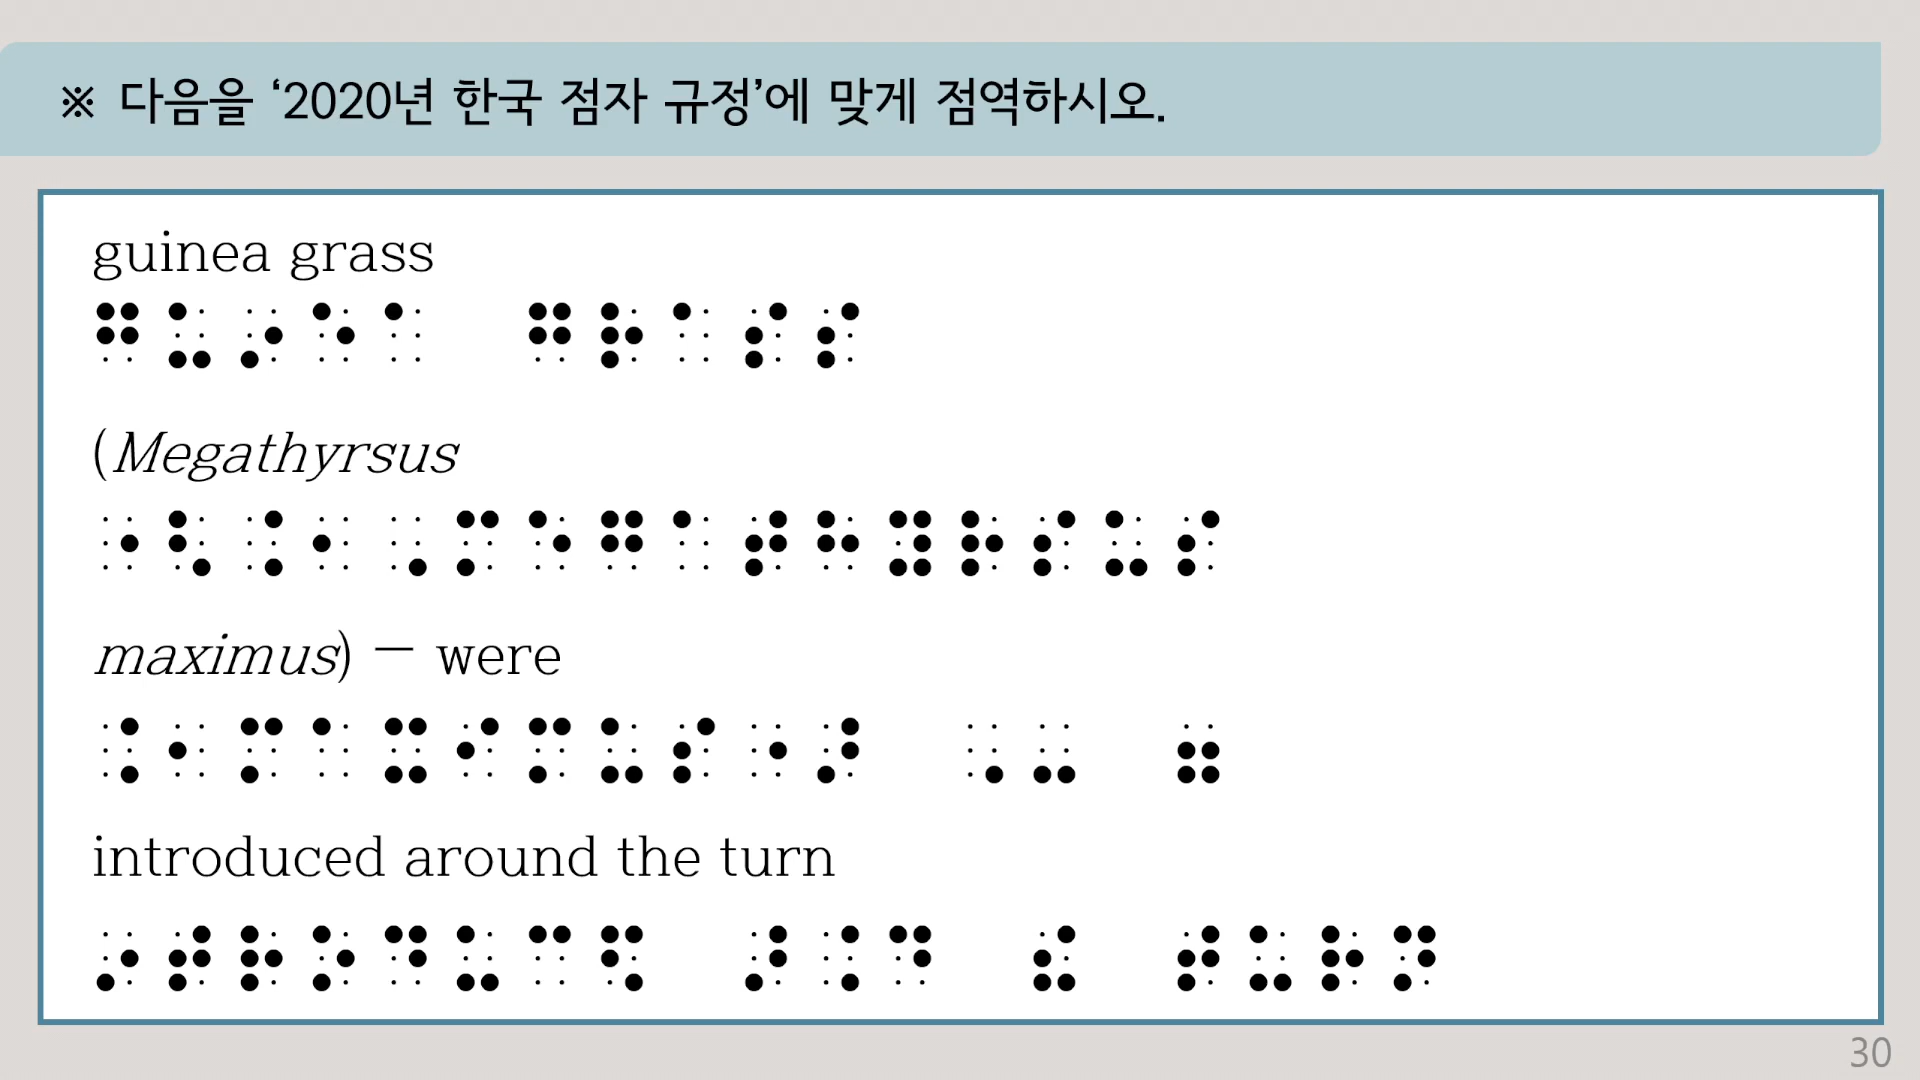 ※ 다음을 ‘2020년 한국 점자 규정’에 맞게 점역하시오.
guinea grass
⠛⠥⠔⠑⠁ ⠛⠗⠁⠎⠎
(Megathyrsus
⠐⠣⠨⠂⠠⠍⠑⠛⠁⠞⠓⠽⠗⠎⠥⠎
maximus) — were
⠨⠂⠍⠁⠭⠊⠍⠥⠎⠐⠜ ⠠⠤ ⠶
introduced around the turn
⠔⠞⠗⠕⠙⠥⠉⠫ ⠜⠨⠙ ⠮ ⠞⠥⠗⠝
30